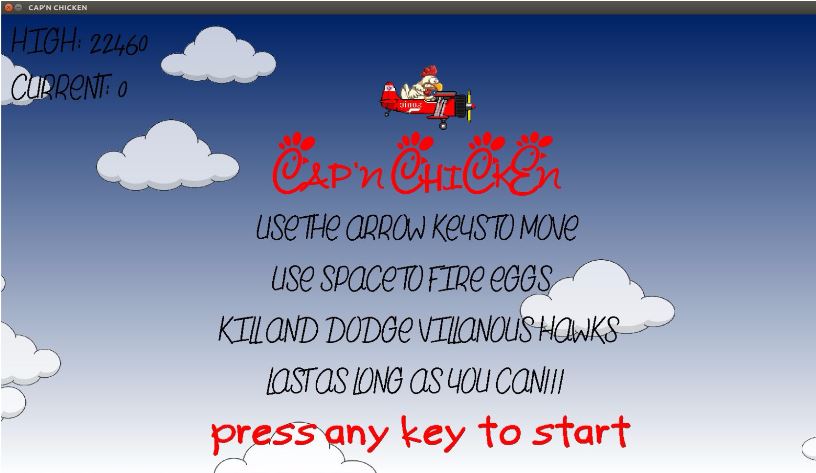 CAP'N CHICKEN
HIGH: 22460
CURRENT: 0
CAP'N CHICKEN
USE THE ARROW KEYS TO MOVE
USE SPACE TO FIRE EGGS
KILL AND DODGE VILLANOUS HAWKS
LAST AS LONG AS YOU CAN!!!
press any key to start